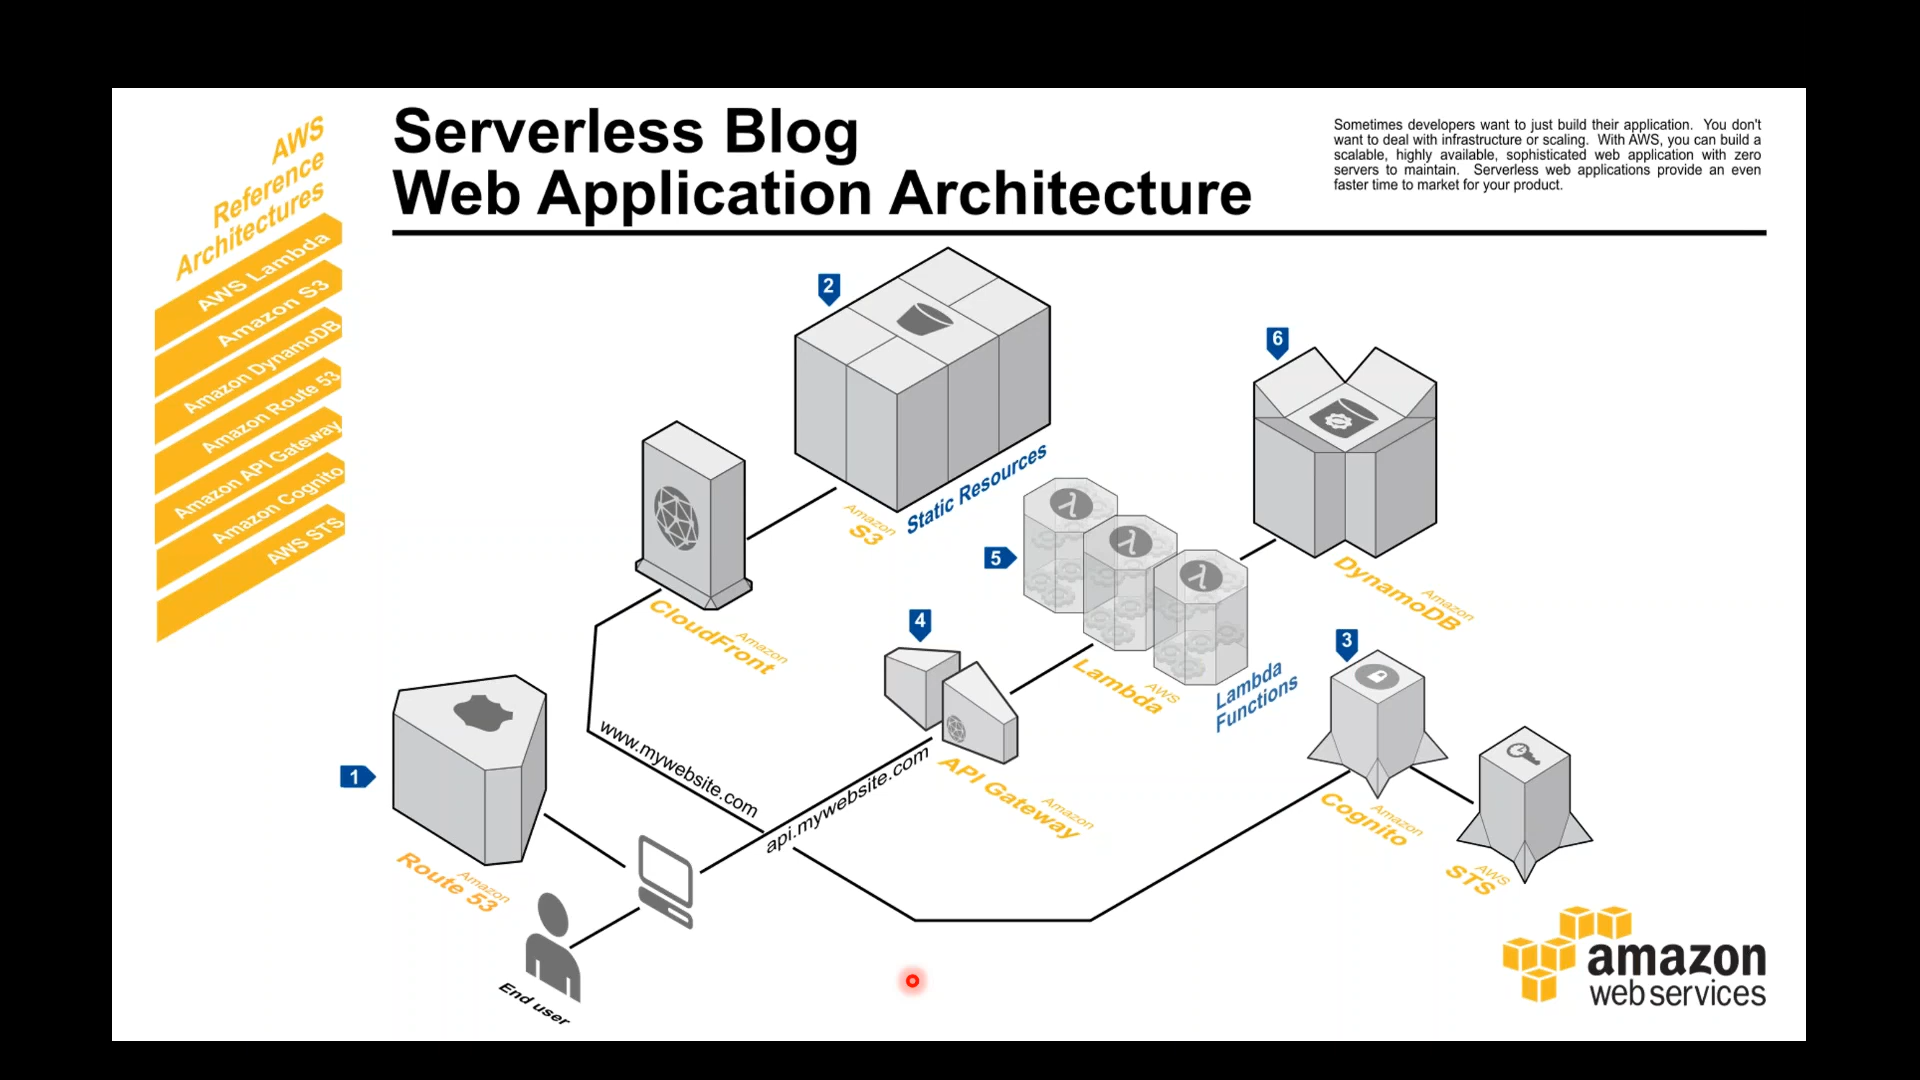 AWS
Reference
Architectures
AWS Lambda
Amazon S3
Amazon DynamoDB
Amazon Route 53
Amazon API Gateway
Amazon Cognito
AWS STS
Serverless Blog
Web Application Architecture
Sometimes developers want to just build their application. You don't
want to deal with infrastructure or scaling. With AWS, you can build a
scalable, highly available, sophisticated web application with zero
servers to maintain. Serverless web applications provide an even
faster time to market for your product.
2
Amazon
S3
Static Resources
6
Amazon
DynamoDB
Amazon
CloudFront
5
λ
λ
λ
AWS
Lambda
Lambda
Functions
4
Amazon
API Gateway
3
Amazon
Cognito
AWS
STS
1
Amazon
Route 53
www.mywebsite.com
api.mywebsite.com
End user
amazon
web services